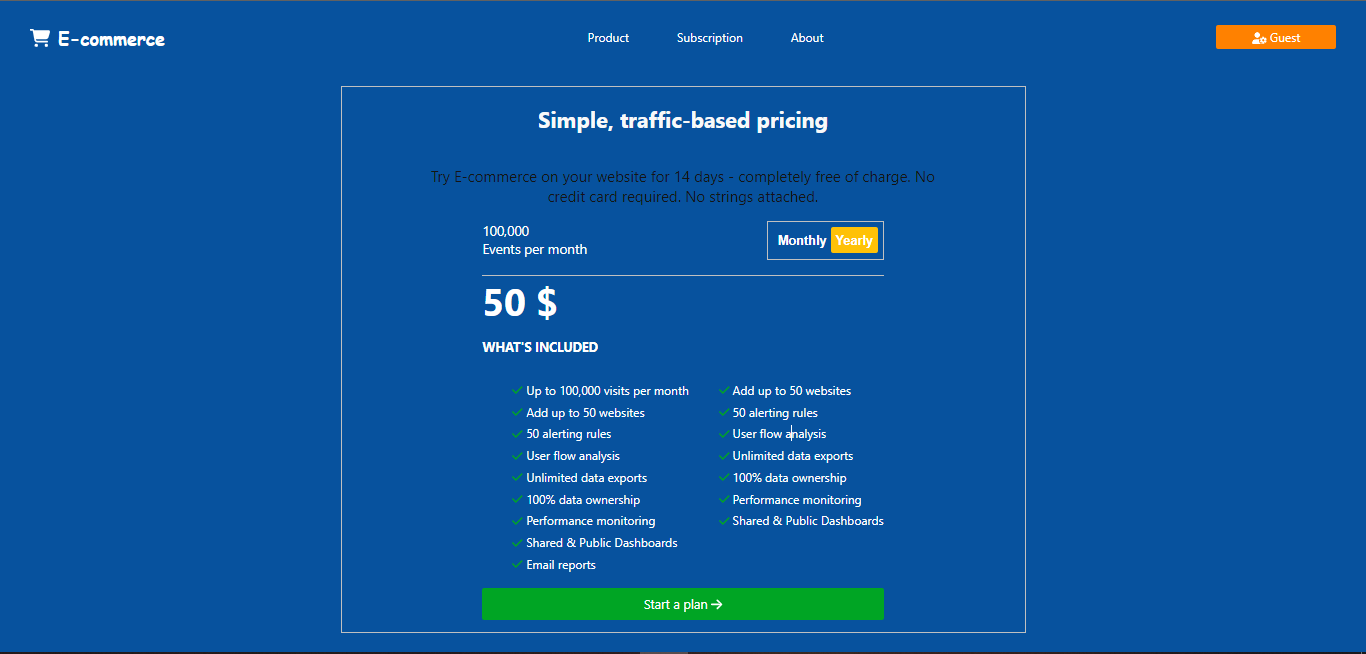 E-commerce
Product
Subscription
About
Guest
Simple, traffic-based pricing
Try E-commerce on your website for 14 days - completely free of charge. No
credit card required. No strings attached.
100,000
Events per month
Monthly
Yearly
50 $
WHAT'S INCLUDED
Up to 100,000 visits per month
Add up to 50 websites
50 alerting rules
User flow analysis
Unlimited data exports
100% data ownership
Performance monitoring
Shared & Public Dashboards
Email reports
Add up to 50 websites
50 alerting rules
User flow analysis
Unlimited data exports
100% data ownership
Performance monitoring
Shared & Public Dashboards
Start a plan